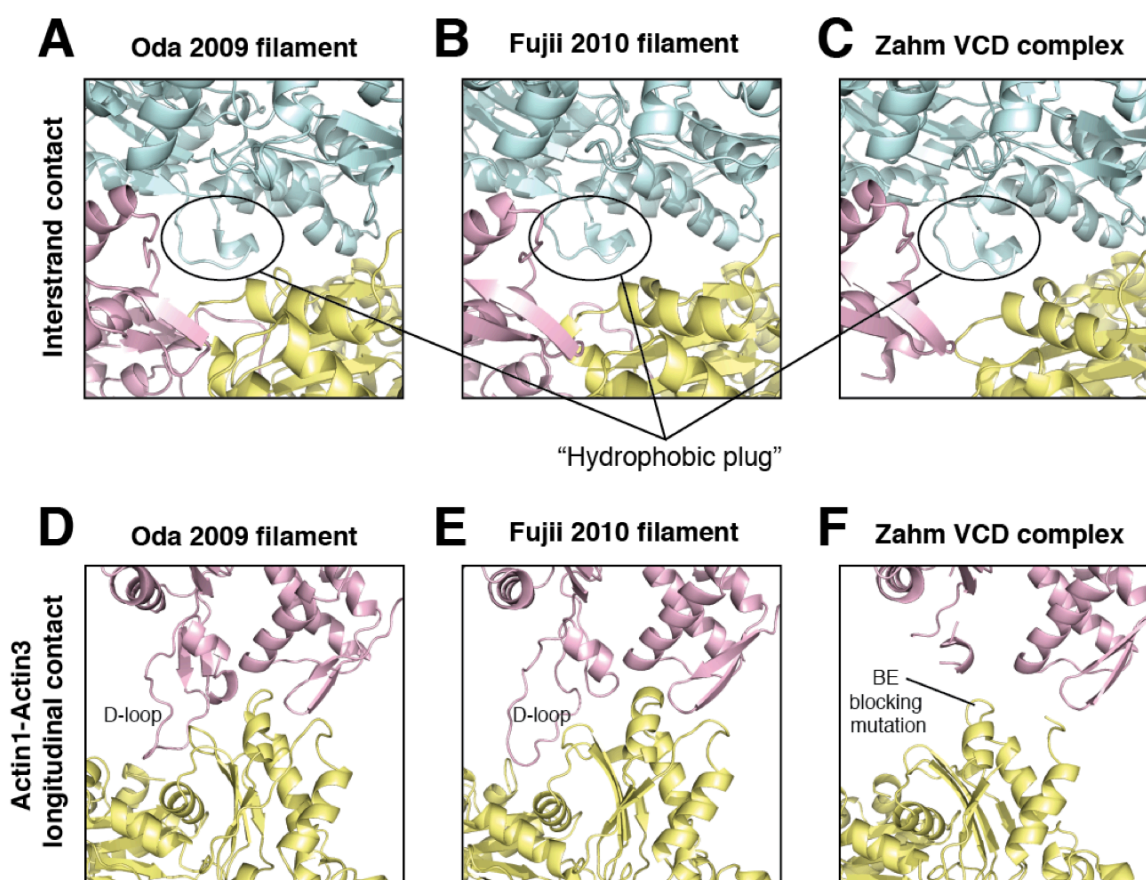 A Oda 2009 filament
B Fujii 2010 filament
C Zahm VCD complex
Interstrand contact
“Hydrophobic plug”
D Oda 2009 filament
E Fujii 2010 filament
F Zahm VCD complex
Actin1-Actin3
longitudinal contact
D-loop
D-loop
BE
blocking
mutation